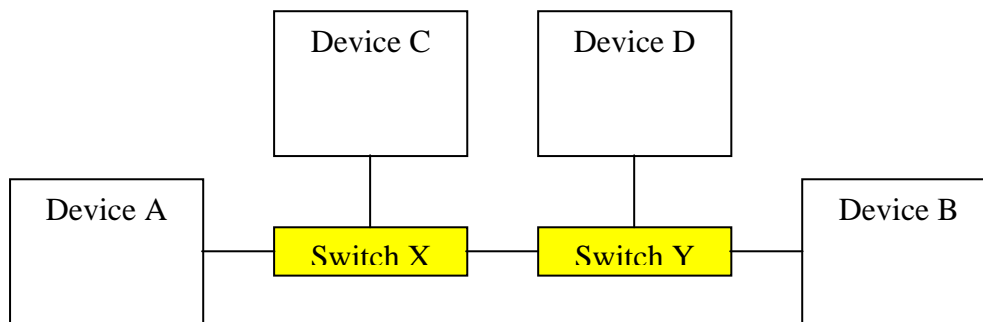 Device C
Device D
Device A
Device B
Switch X
Switch Y